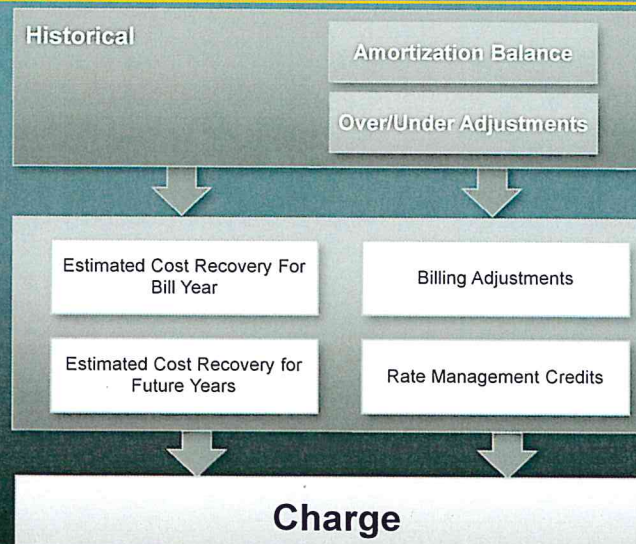 Historical
Amortization Balance
Over/Under Adjustments
Estimated Cost Recovery For
Bill Year
Billing Adjustments
Estimated Cost Recovery for
Future Years
Rate Management Credits
Charge